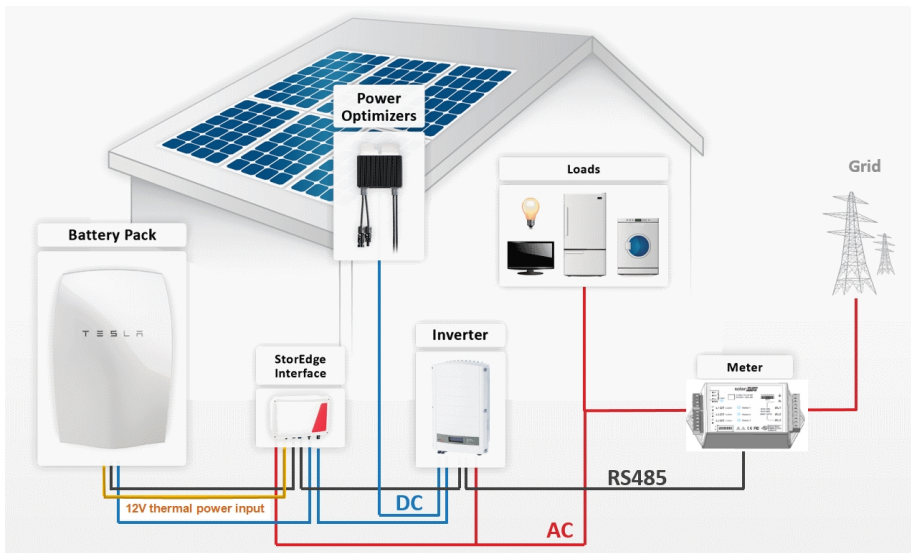 Power
Optimizers
Loads
Grid
Battery Pack
TESLA
StorEdge
Interface
Inverter
Meter
RS485
12V thermal power input
DC
AC